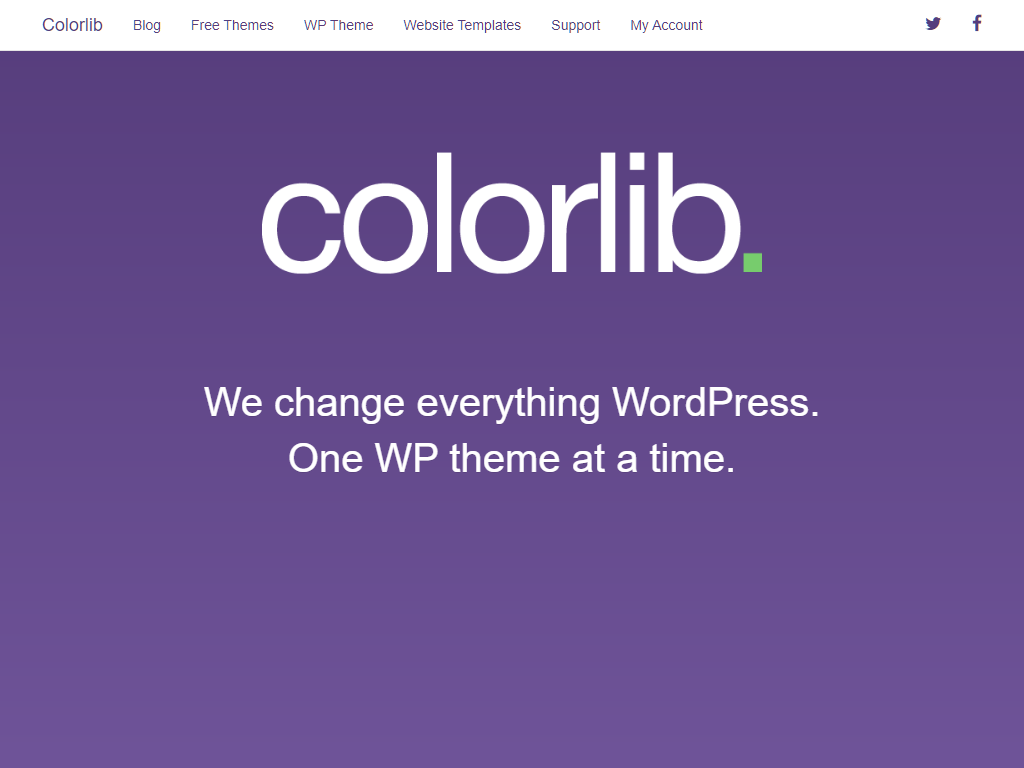 Colorlib Blog Free Themes WP Theme Website Templates Support My Account
colorlib.
We change everything WordPress.
One WP theme at a time.